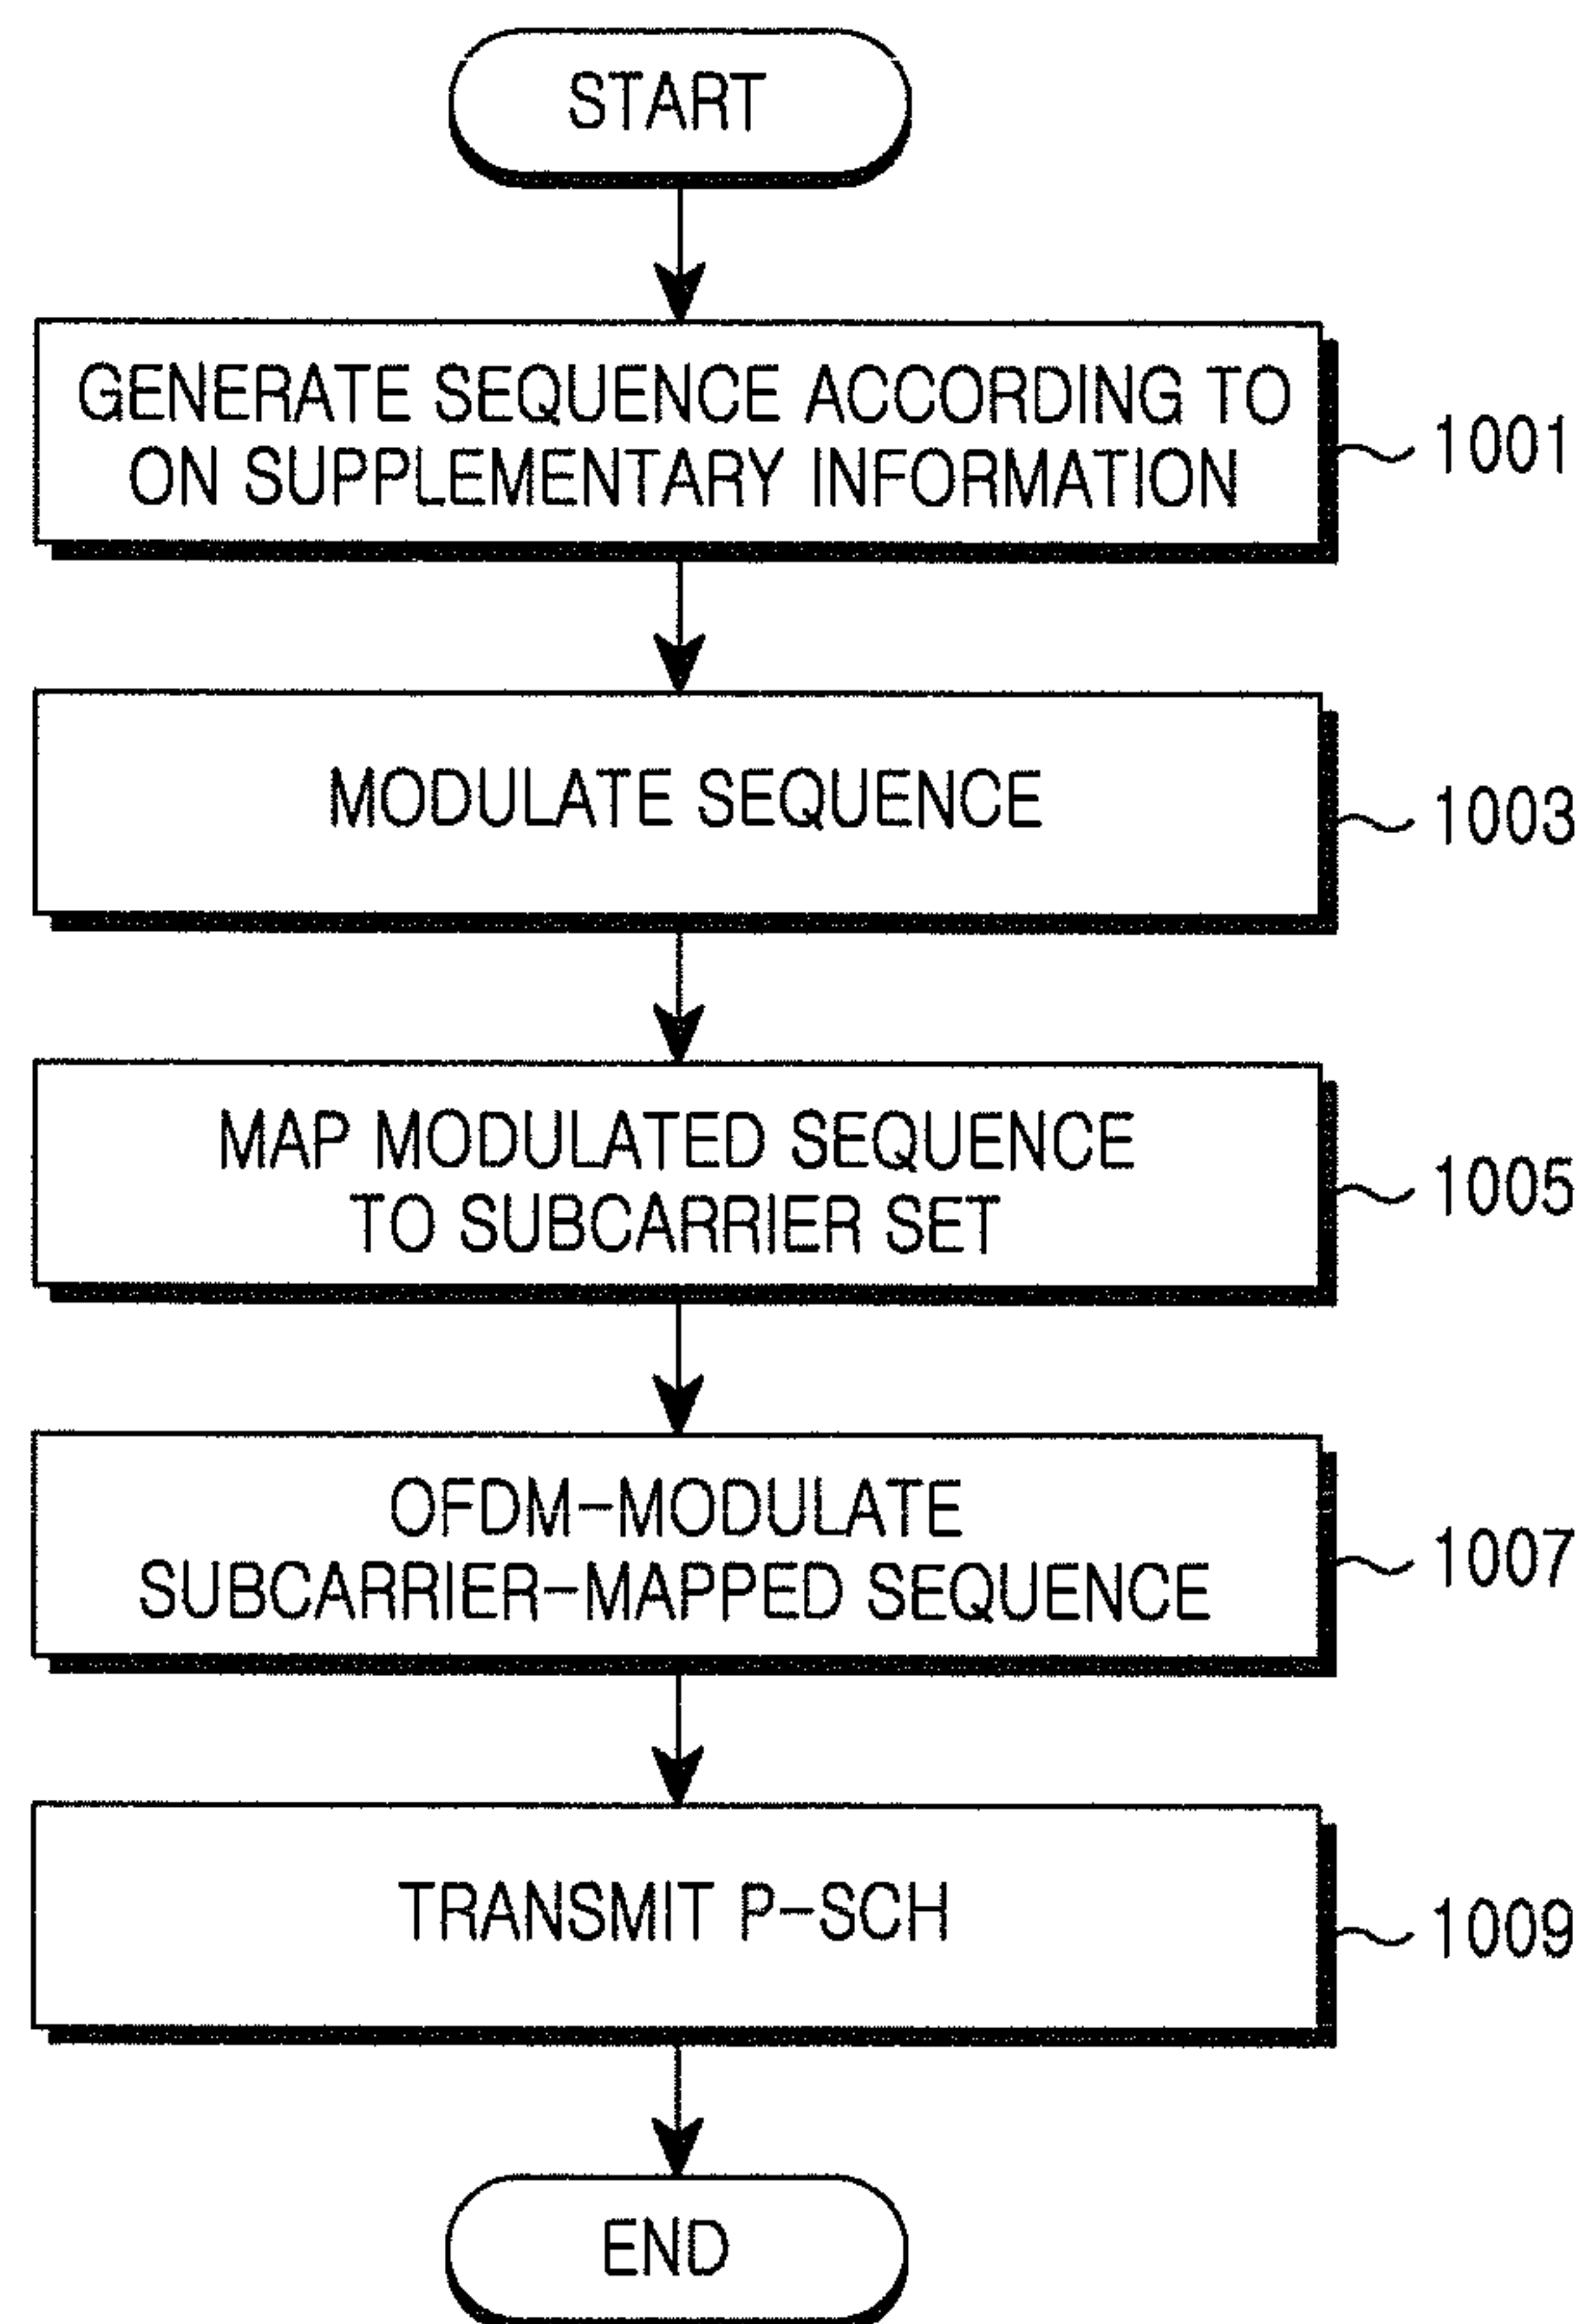 START
GENERATE SEQUENCE ACCORDING TO
ON SUPPLEMENTARY INFORMATION
1001
MODULATE SEQUENCE
1003
MAP MODULATED SEQUENCE
TO SUBCARRIER SET
1005
OFDM-MODULATE
SUBCARRIER-MAPPED SEQUENCE
1007
TRANSMIT P-SCH
1009
END